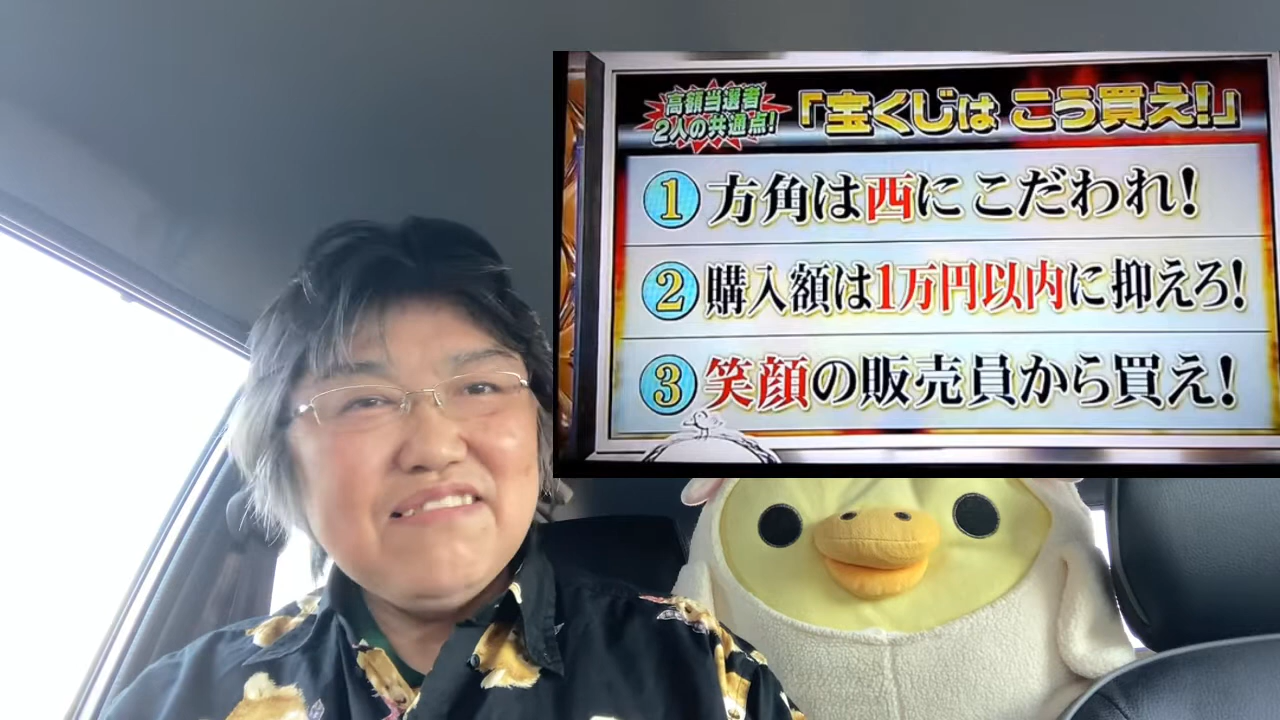 高額当選者
2人の共通点!
「宝くじは こう買え!」
① 方角は西にこだわれ!
② 購入額は1万円以内に抑えろ!
③ 笑顔の販売員から買え!